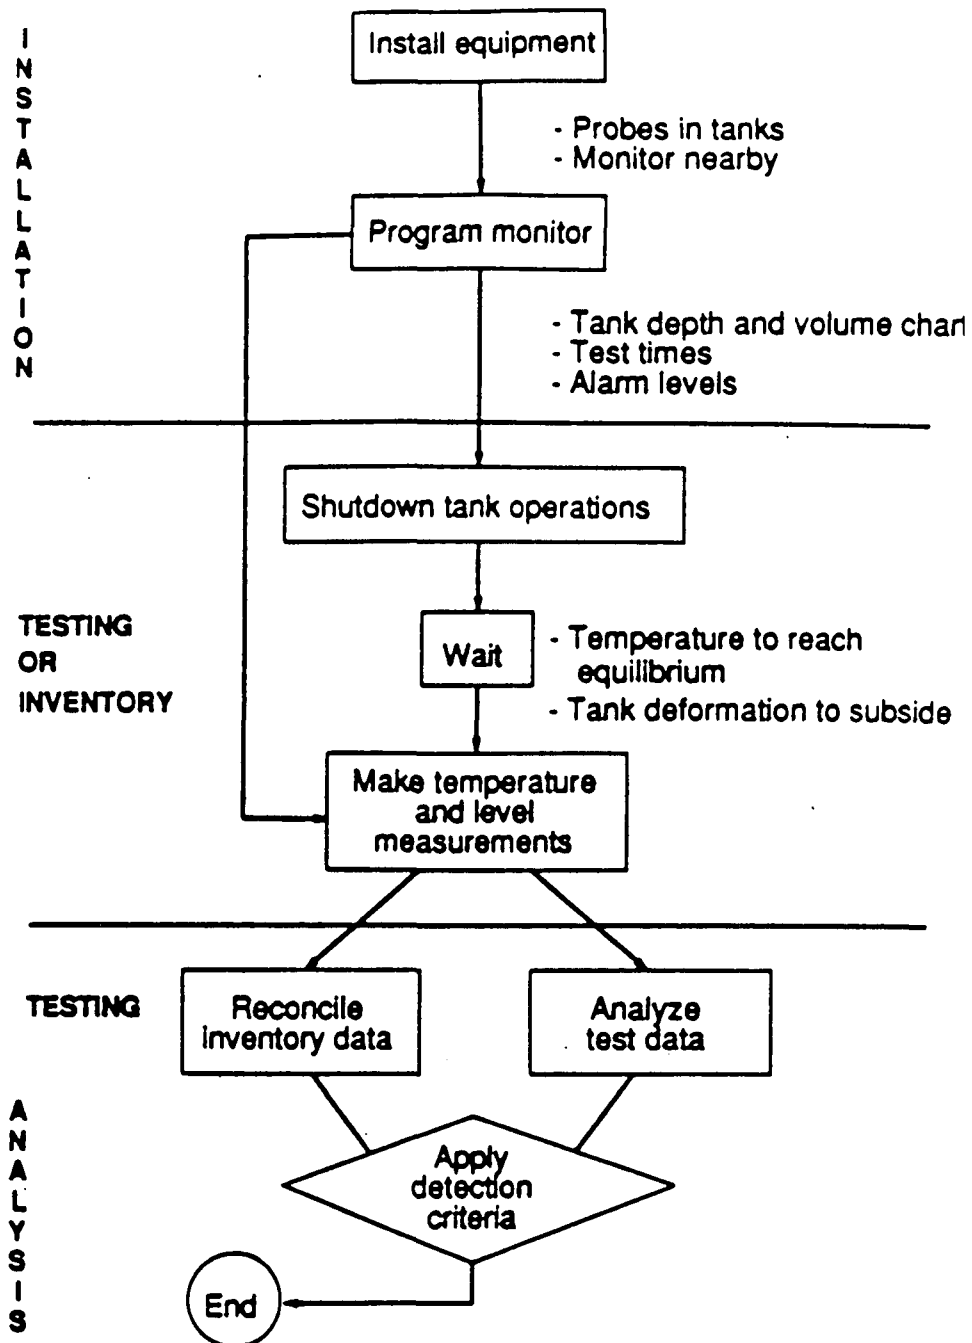 INSTALLATION
Install equipment
- Probes in tanks
- Monitor nearby
Program monitor
- Tank depth and volume chart
- Test times
- Alarm levels
Shutdown tank operations
TESTING
OR
INVENTORY
Wait
- Temperature to reach
equilibrium
- Tank deformation to subside
Make temperature
and level
measurements
TESTING
Reconcile
inventory data
Analyze
test data
ANALYSIS
Apply
detection
criteria
End